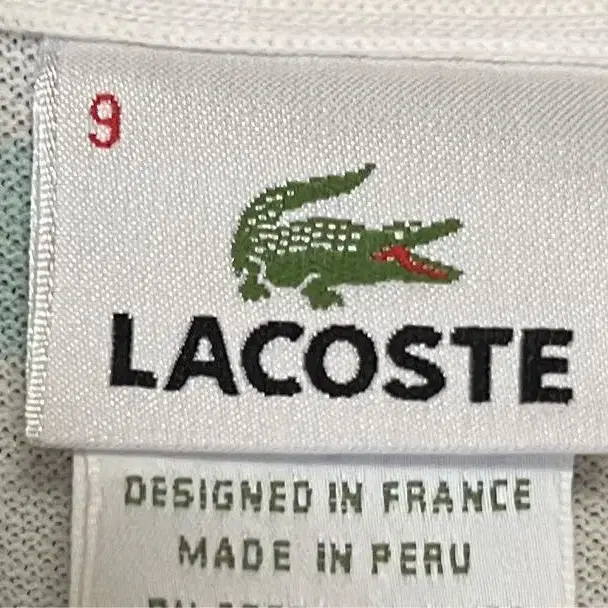 9
LACOSTE
DESIGNED IN FRANCE
MADE IN PERU